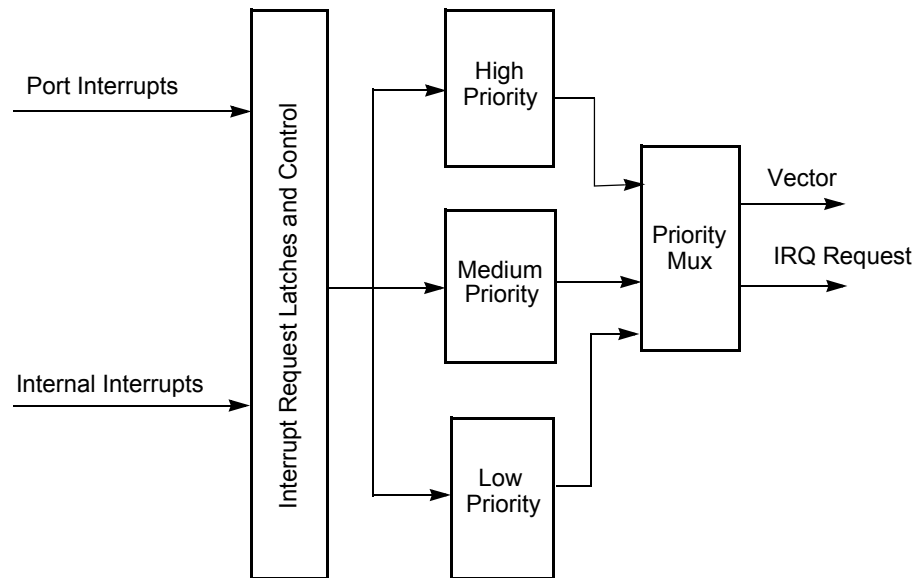 Port Interrupts
Internal Interrupts
Interrupt Request Latches and Control
High
Priority
Medium
Priority
Low
Priority
Priority
Mux
Vector
IRQ Request